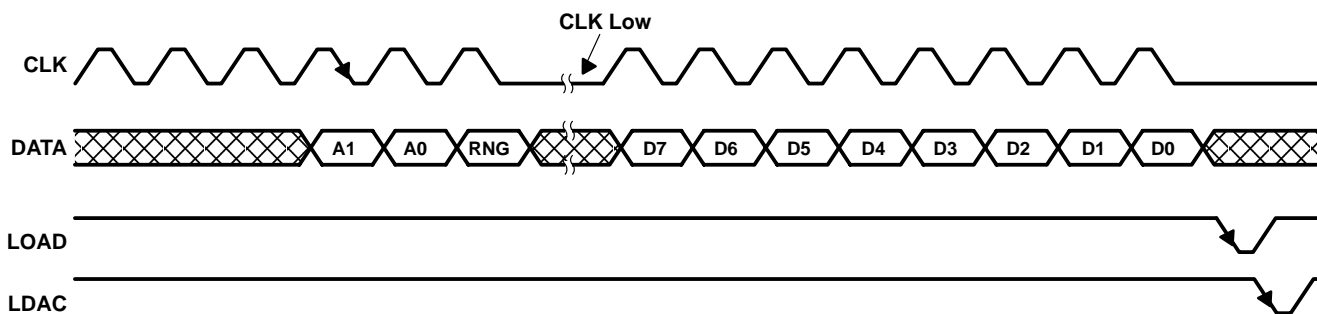 CLK Low
CLK
DATA
A1 A0 RNG D7 D6 D5 D4 D3 D2 D1 D0
LOAD
LDAC